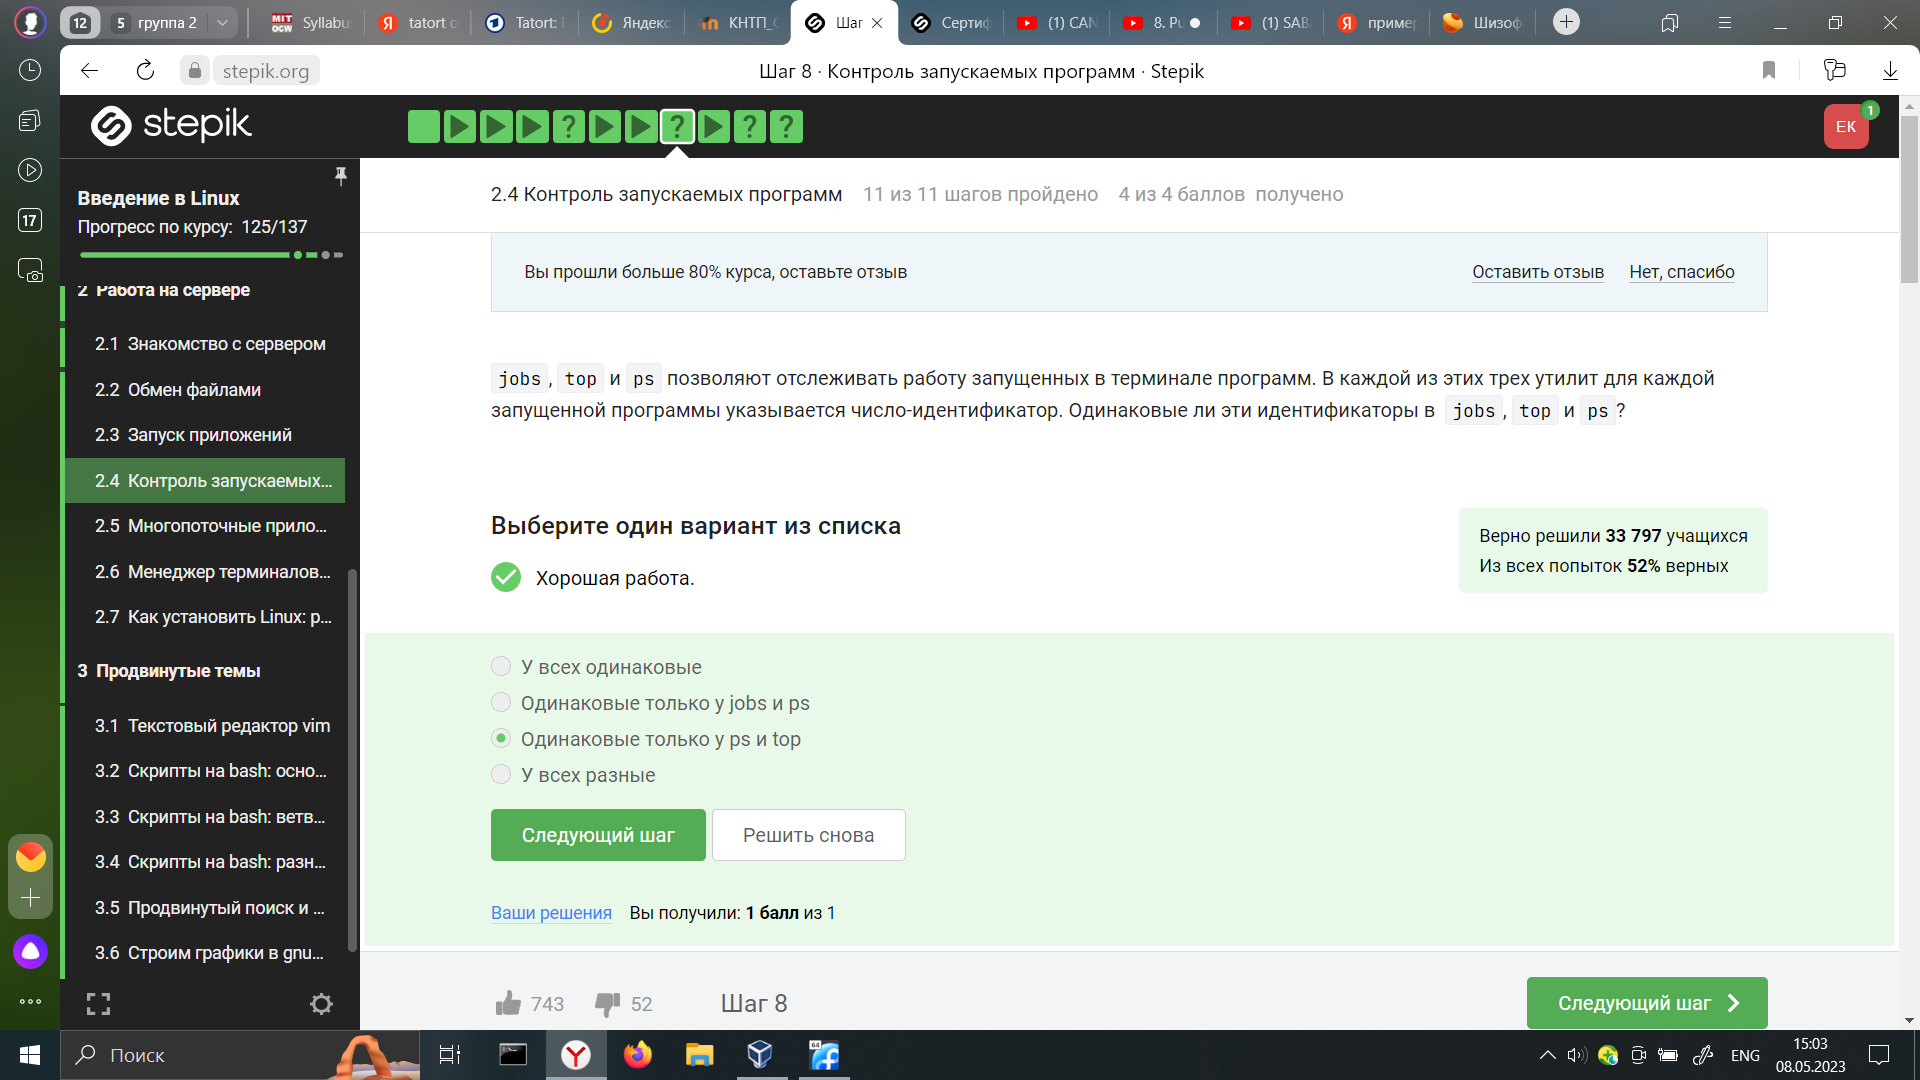 12
5 группа 2
MIT OCW Syllabu
tatort c
Tatort: D
Яндекс
КНТП_О
Шаг
Сертиф
(1) CAN
8. Pu
(1) SAB
пример
Шизоф
stepik.org
Шаг 8 · Контроль запускаемых программ · Stepik
17
stepik
? ? ? ?
ЕК
1
Введение в Linux
Прогресс по курсу: 125/137
2 Работа на сервере
2.1 Знакомство с сервером
2.2 Обмен файлами
2.3 Запуск приложений
2.4 Контроль запускаемых...
2.5 Многопоточные прило...
2.6 Менеджер терминалов...
2.7 Как установить Linux: р...
3 Продвинутые темы
3.1 Текстовый редактор vim
3.2 Скрипты на bash: осно...
3.3 Скрипты на bash: ветв...
3.4 Скрипты на bash: разн...
3.5 Продвинутый поиск и ...
3.6 Строим графики в gnu...
2.4 Контроль запускаемых программ 11 из 11 шагов пройдено 4 из 4 баллов получено
Вы прошли больше 80% курса, оставьте отзыв Оставить отзыв Нет, спасибо
jobs, top и ps позволяют отслеживать работу запущенных в терминале программ. В каждой из этих трех утилит для каждой
запущенной программы указывается число-идентификатор. Одинаковые ли эти идентификаторы в jobs, top и ps?
Выберите один вариант из списка
Хорошая работа.
Верно решили 33 797 учащихся
Из всех попыток 52% верных
У всех одинаковые
Одинаковые только у jobs и ps
Одинаковые только у ps и top
У всех разные
Следующий шаг Решить снова
Ваши решения Вы получили: 1 балл из 1
743 52 Шаг 8 Следующий шаг
Поиск
64
ENG
15:03
08.05.2023